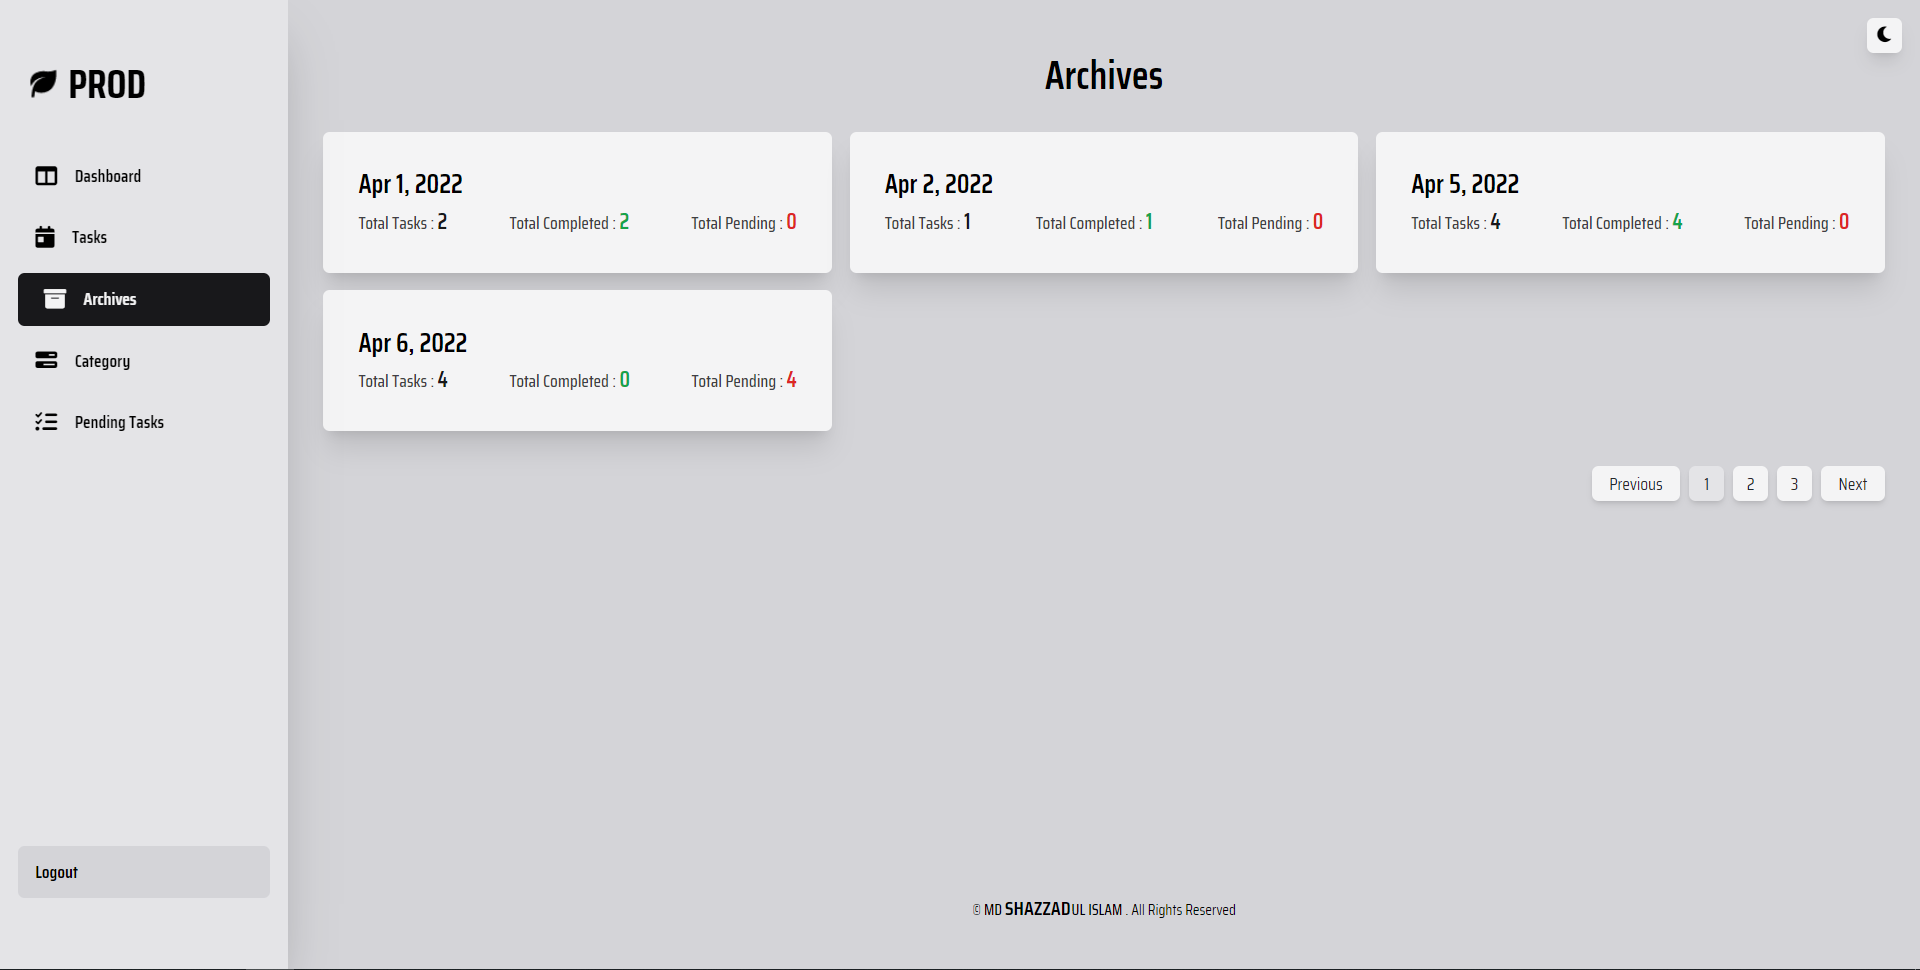 PROD
Dashboard
Tasks
Archives
Category
Pending Tasks
Logout
Archives
Apr 1, 2022
Total Tasks : 2 Total Completed : 2 Total Pending : 0
Apr 2, 2022
Total Tasks : 1 Total Completed : 1 Total Pending : 0
Apr 5, 2022
Total Tasks : 4 Total Completed : 4 Total Pending : 0
Apr 6, 2022
Total Tasks : 4 Total Completed : 0 Total Pending : 4
Previous 1 2 3 Next
© MD SHAZZADUL ISLAM . All Rights Reserved